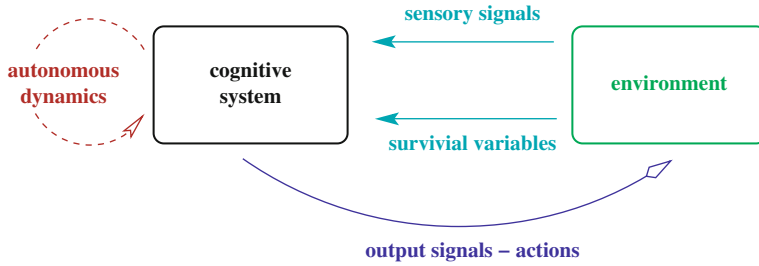 sensory signals
autonomous
dynamics
cognitive
system
environment
survivial variables
output signals – actions